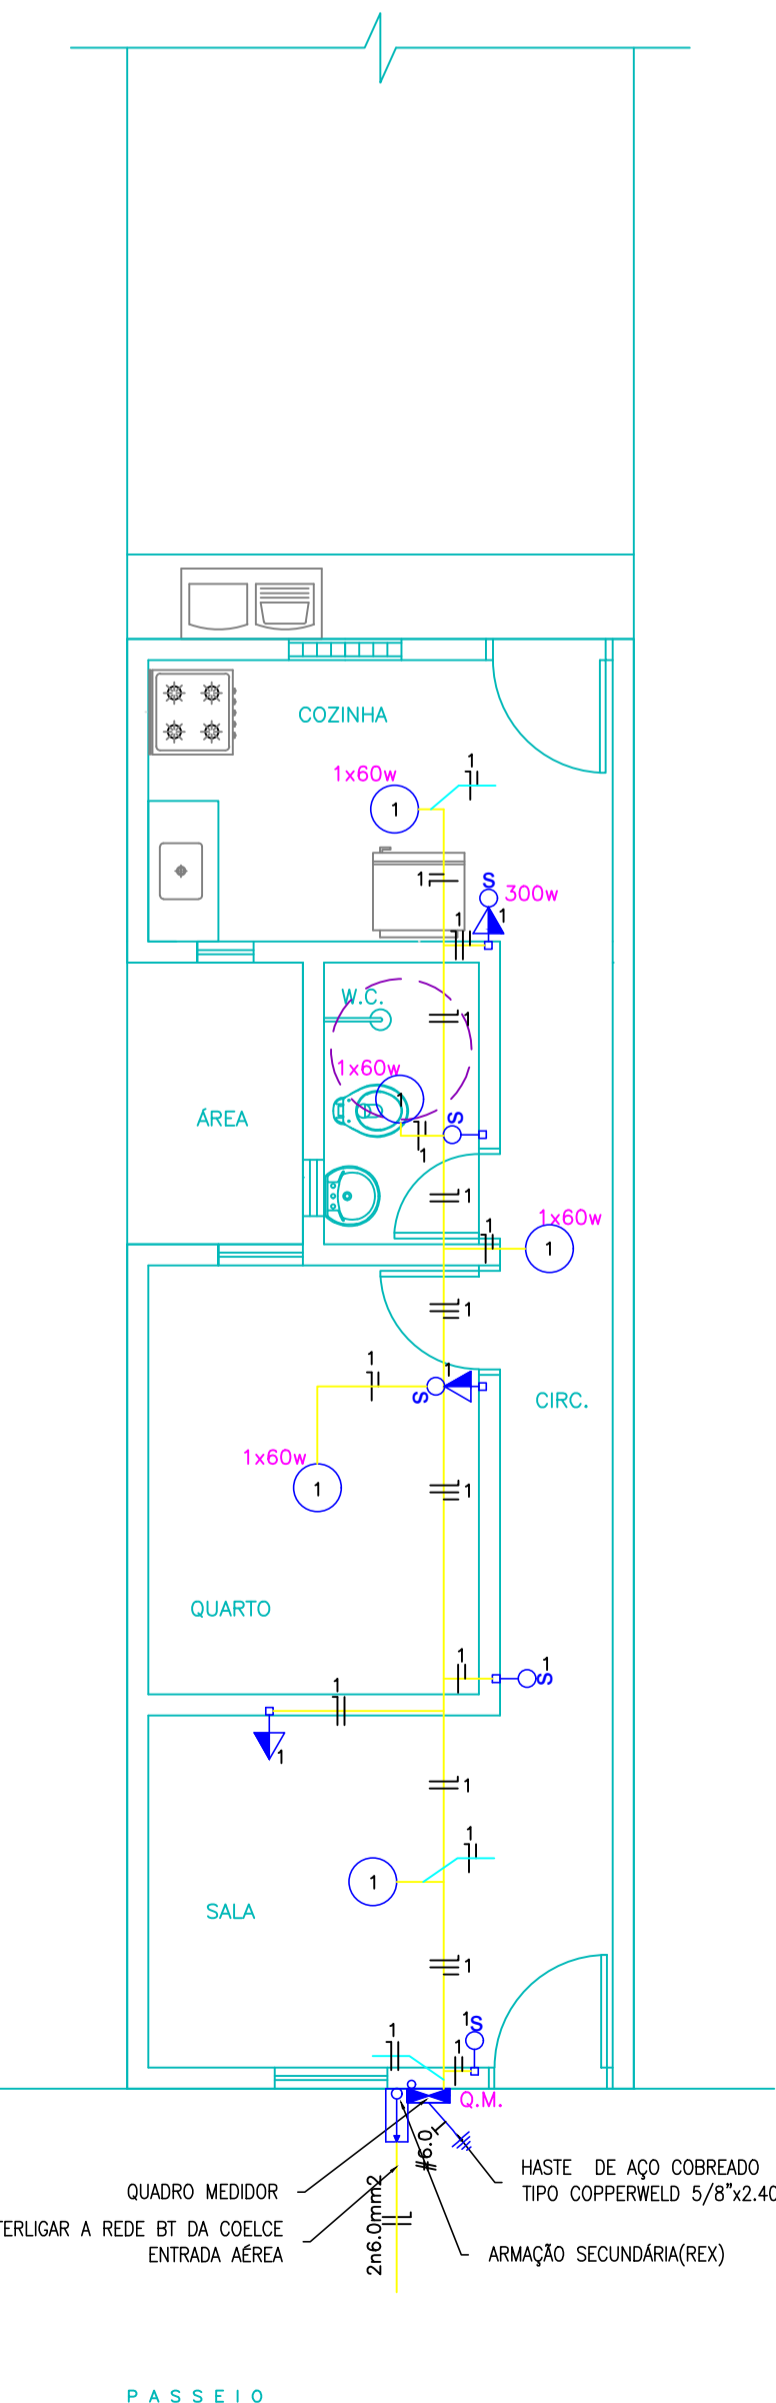 COZINHA
1x60w
1
1
1
S
300w
1
1
W.C.
1
1x60w
1
S
1
ÁREA
1
1x60w
1
1
1
1
1
S
CIRC.
1x60w
1
1
QUARTO
1
1
S
1
1
1
1
1
SALA
1
1
S
1
1
Q.M.
#6.0
HASTE DE AÇO COBREADO
TIPO COPPERWELD 5/8"x2.40
QUADRO MEDIDOR
2n6.0mm2
TERLIGAR A REDE BT DA COELCE
ENTRADA AÉREA
ARMAÇÃO SECUNDÁRIA(REX)
PASSEIO